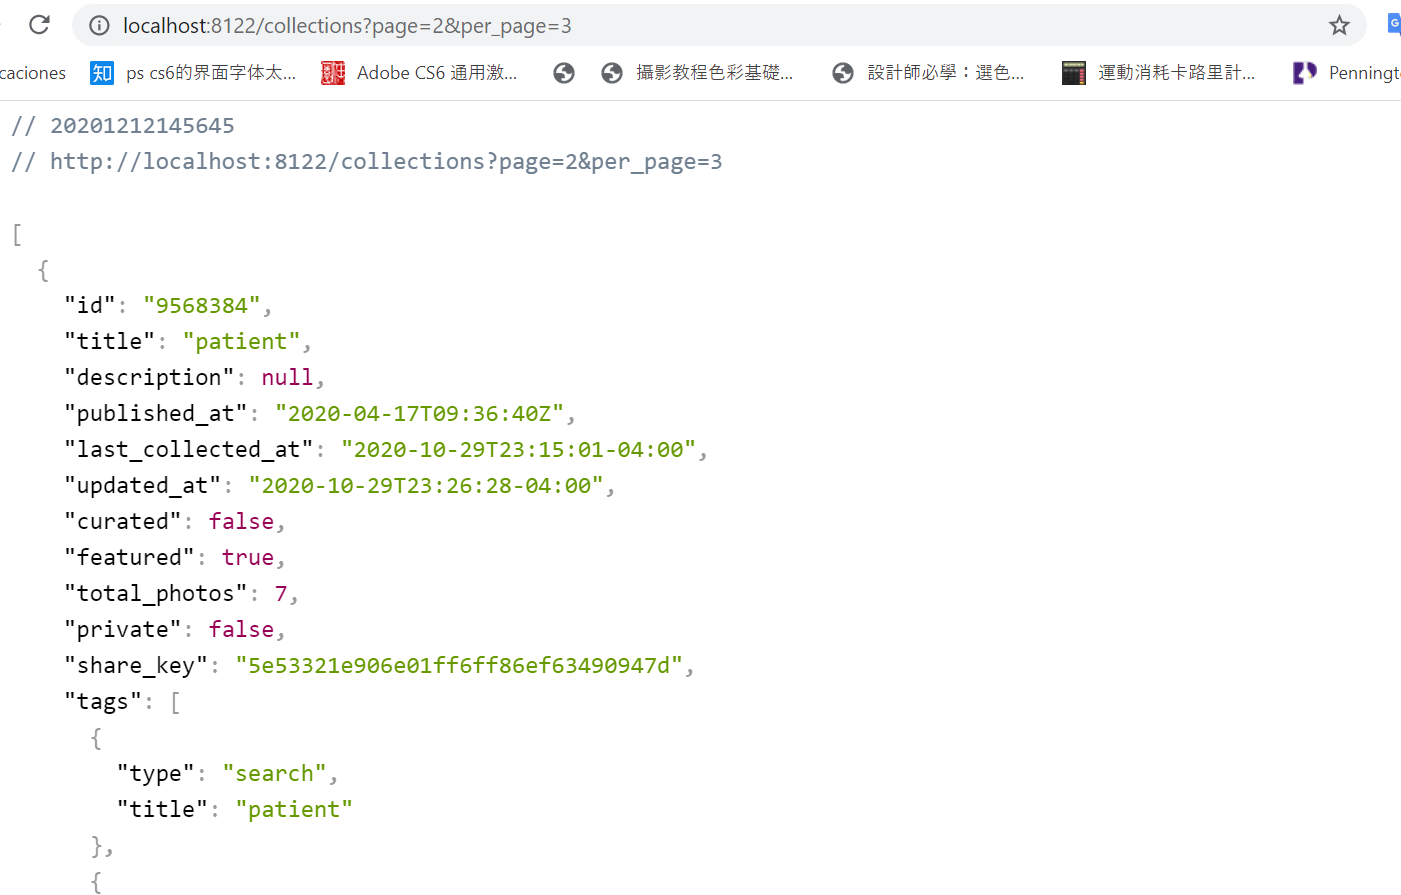 localhost:8122/collections?page=2&per_page=3
caciones 知 ps cs6的界面字体太... Adobe CS6 通用激... 攝影教程色彩基礎... 設計師必學：選色... 運動消耗卡路里計... Penningt
// 20201212145645
// http://localhost:8122/collections?page=2&per_page=3
[
{
"id": "9568384",
"title": "patient",
"description": null,
"published_at": "2020-04-17T09:36:40Z",
"last_collected_at": "2020-10-29T23:15:01-04:00",
"updated_at": "2020-10-29T23:26:28-04:00",
"curated": false,
"featured": true,
"total_photos": 7,
"private": false,
"share_key": "5e53321e906e01ff6ff86ef63490947d",
"tags": [
{
"type": "search",
"title": "patient"
},
{